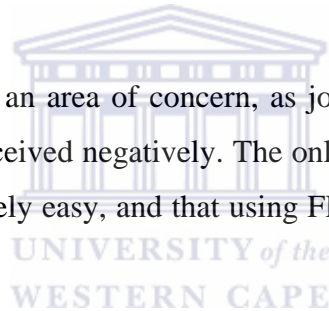 an area of concern, as jo
ceived negatively. The onl
ely easy, and that using
UNIVERSITY of the
WESTERN CAPE